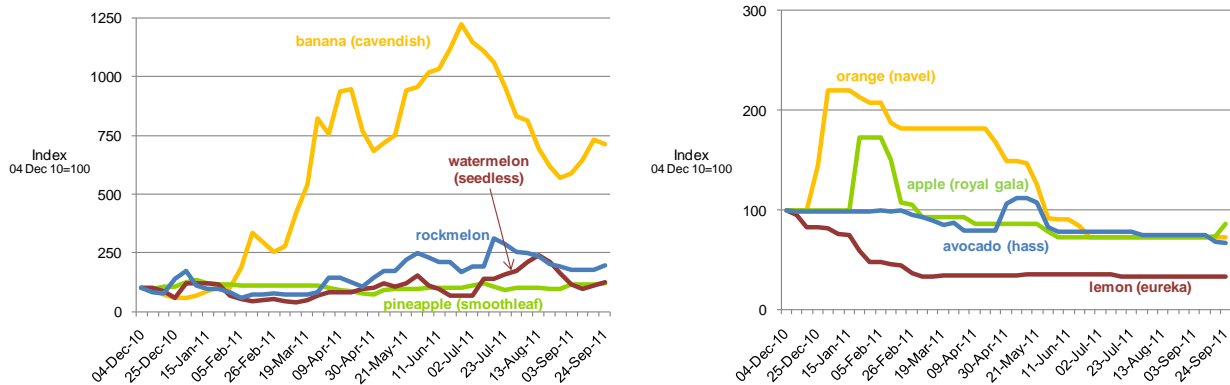 1250
1000
750
500
250
0
Index
04 Dec 10=100
banana (cavendish)
watermelon
(seedless)
rockmelon
pineapple (smoothleaf)
04-Dec-10
25-Dec-10
15-Jan-11
05-Feb-11
26-Feb-11
19-Mar-11
09-Apr-11
30-Apr-11
21-May-11
11-Jun-11
02-Jul-11
23-Jul-11
13-Aug-11
03-Sep-11
24-Sep-11
300
200
100
0
Index
04 Dec 10=100
orange (navel)
apple (royal gala)
avocado (hass)
lemon (eureka)
04-Dec-10
25-Dec-10
15-Jan-11
05-Feb-11
26-Feb-11
19-Mar-11
09-Apr-11
30-Apr-11
21-May-11
11-Jun-11
02-Jul-11
23-Jul-11
13-Aug-11
03-Sep-11
24-Sep-11